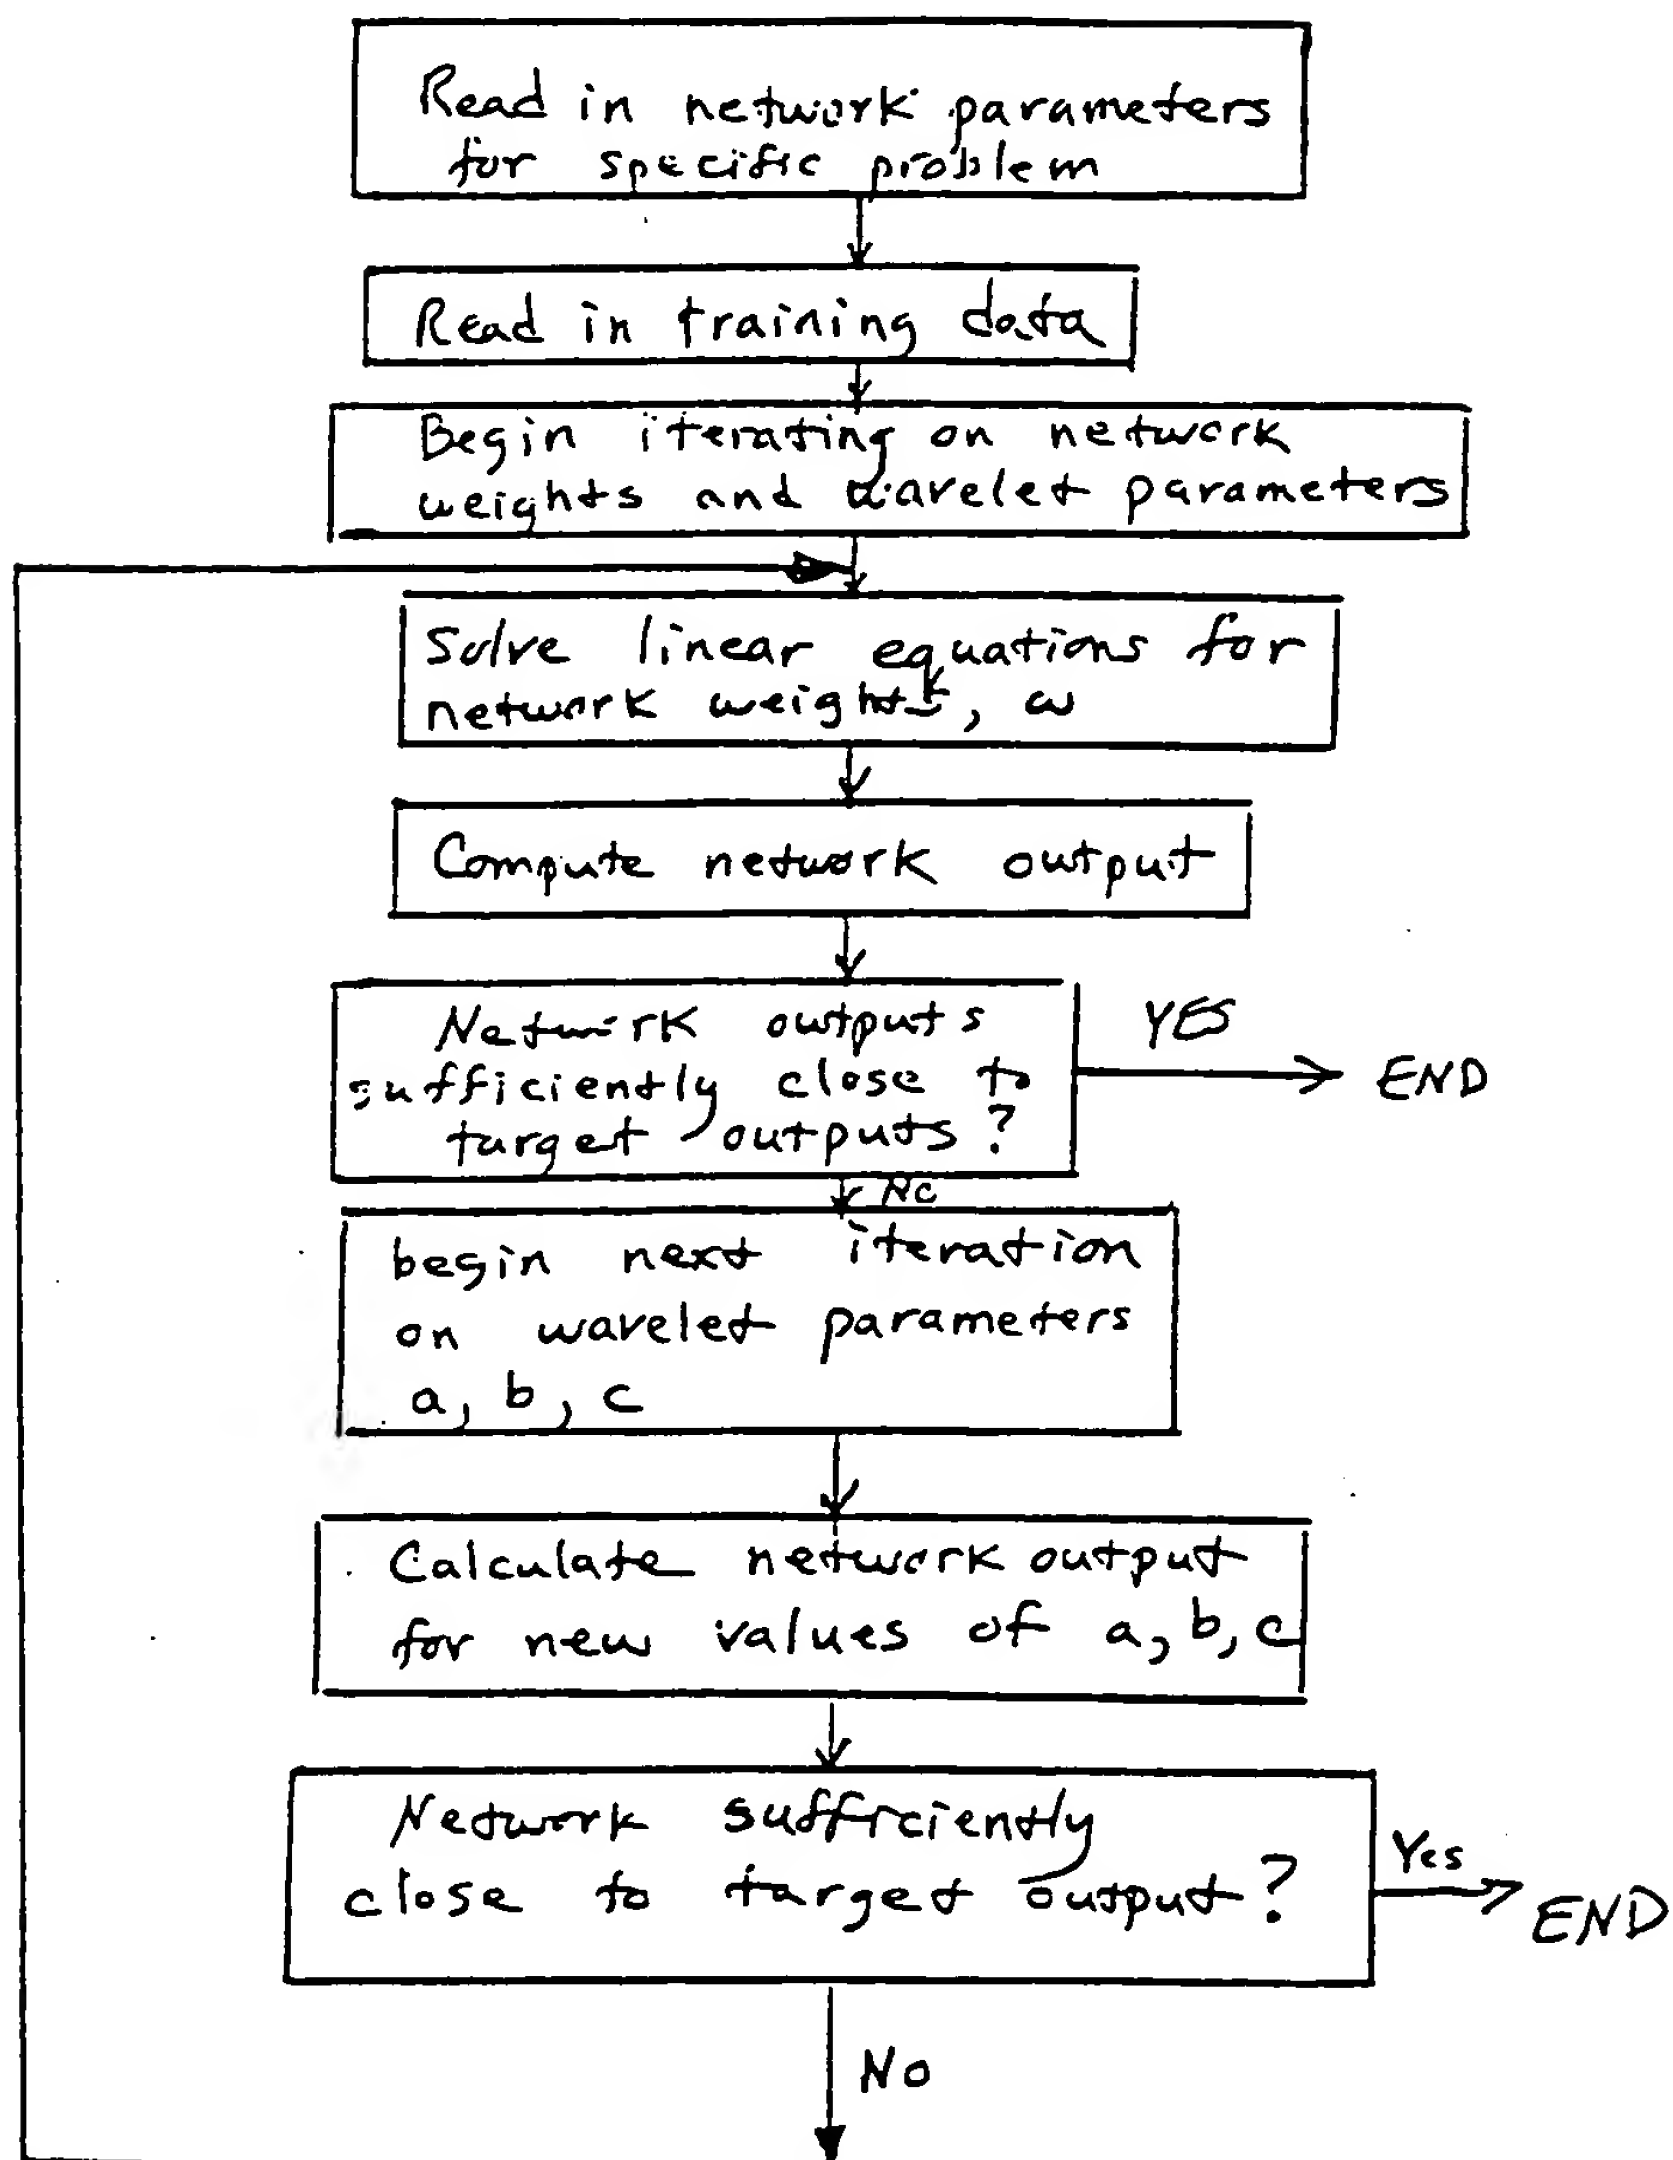 Read in network parameters
for specific problem
Read in training data
Begin iterating on network
weights and wavelet parameters
Solve linear equations for
network weights, w
Compute network output
Network outputs
sufficiently close to
target outputs?
YES
END
No
begin next iteration
on wavelet parameters
a, b, c
Calculate network output
for new values of a, b, c
Network sufficiently
close to target output?
Yes
END
No